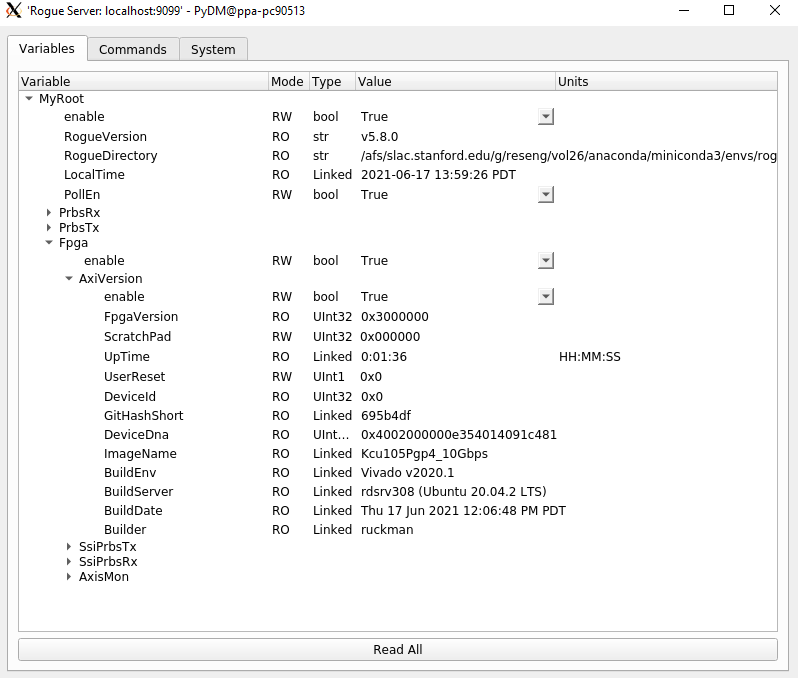 'Rogue Server: localhost:9099' - PyDM@ppa-pc90513
Variables Commands System
Variable Mode Type Value Units
MyRoot
enable RW bool True
RogueVersion RO str v5.8.0
RogueDirectory RO str /afs/slac.stanford.edu/g/reseng/vol26/anaconda/miniconda3/envs/rog
LocalTime RO Linked 2021-06-17 13:59:26 PDT
PollEn RW bool True
PrbsRx
PrbsTx
Fpga
enable RW bool True
AxiVersion
enable RW bool True
FpgaVersion RO UInt32 0x3000000
ScratchPad RW UInt32 0x000000
UpTime RO Linked 0:01:36 HH:MM:SS
UserReset RW UInt1 0x0
DeviceId RO UInt32 0x0
GitHashShort RO Linked 695b4df
DeviceDna RO UInt... 0x4002000000e354014091c481
ImageName RO Linked Kcu105Pgp4_10Gbps
BuildEnv RO Linked Vivado v2020.1
BuildServer RO Linked rdsrv308 (Ubuntu 20.04.2 LTS)
BuildDate RO Linked Thu 17 Jun 2021 12:06:48 PM PDT
Builder RO Linked ruckman
SsiPrbsTx
SsiPrbsRx
AxisMon
Read All